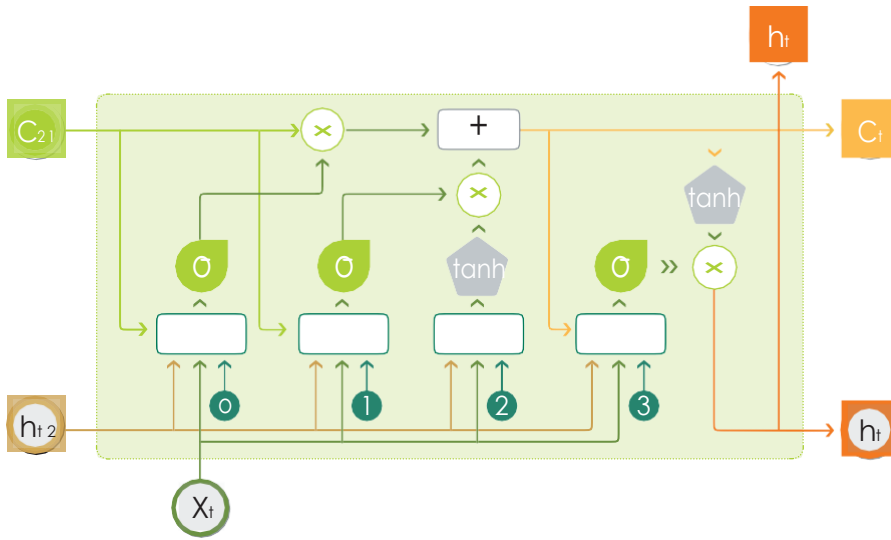 ht
C21
×
+
Ct
×
tanh
σ
σ
tanh
σ
»
×
0
1
2
3
ht 2
ht
Xt